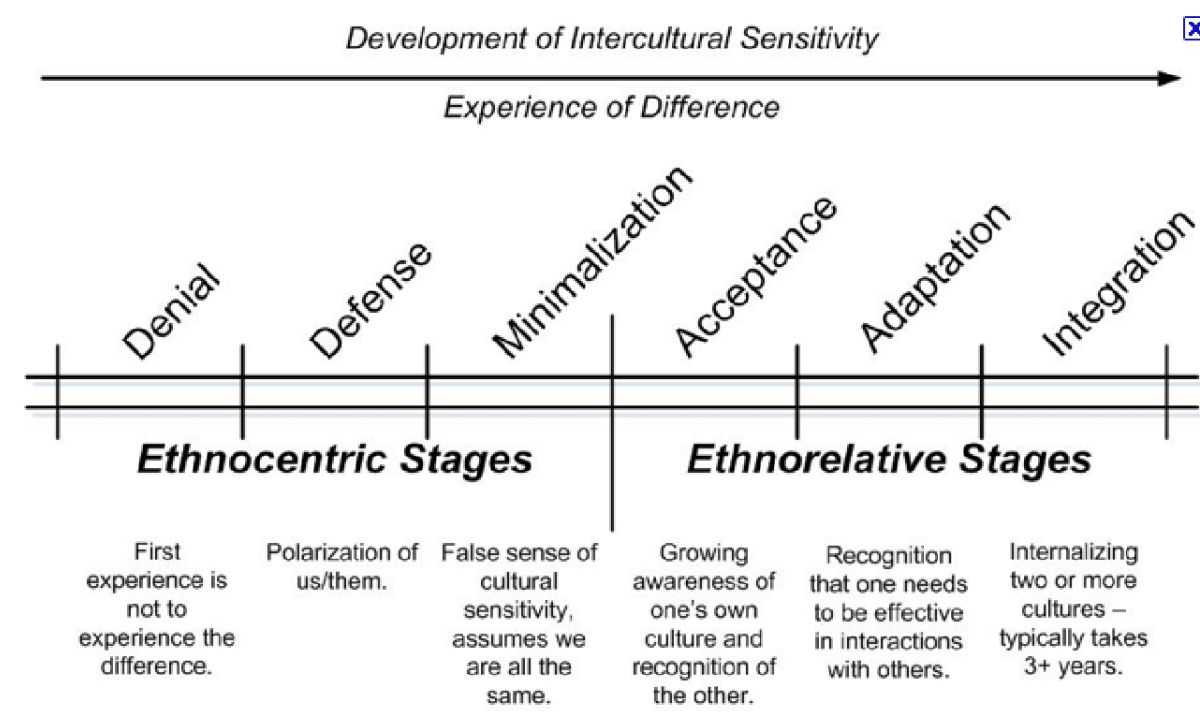 Development of Intercultural Sensitivity
Experience of Difference
Denial
Defense
Minimalization
Acceptance
Adaptation
Integration
Ethnocentric Stages
Ethnorelative Stages
First
experience is
not to
experience the
difference.
Polarization of
us/them.
False sense of
cultural
sensitivity,
assumes we
are all the
same.
Growing
awareness of
one's own
culture and
recognition of
the other.
Recognition
that one needs
to be effective
in interactions
with others.
Internalizing
two or more
cultures –
typically takes
3+ years.